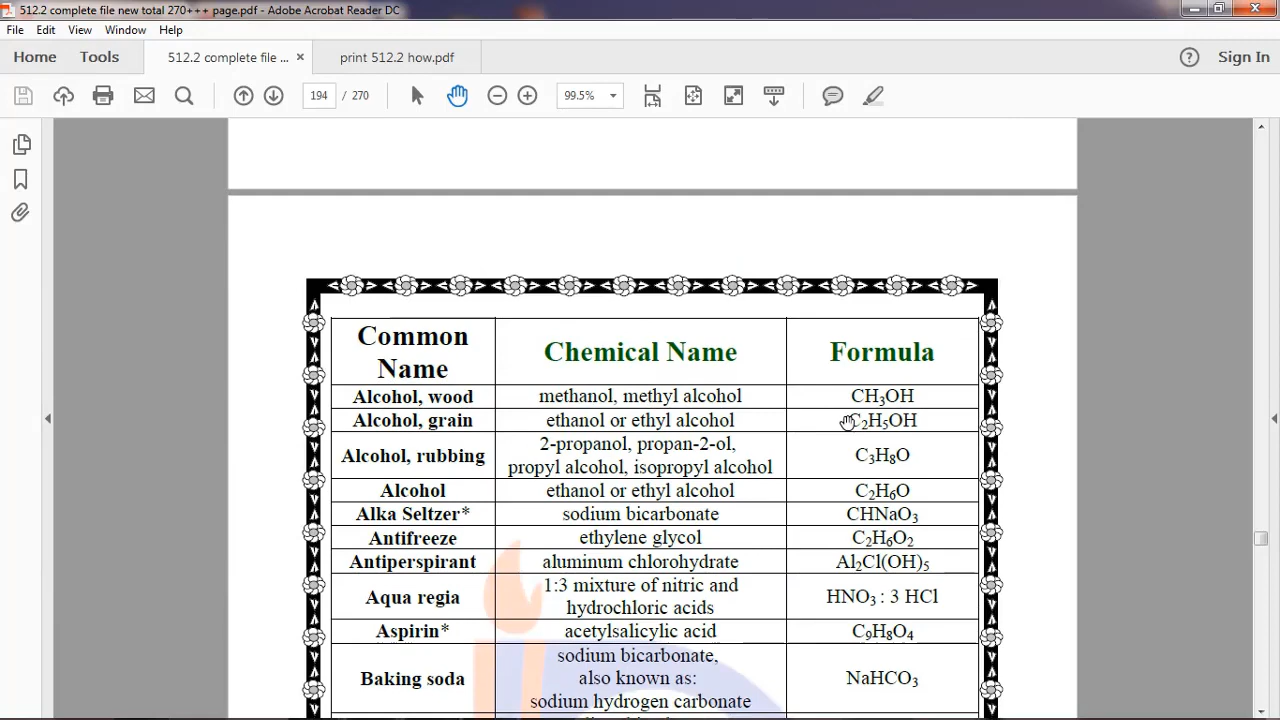 512.2 complete file new total 270+++ page.pdf - Adobe Acrobat Reader DC
File Edit View Window Help
Home Tools 512.2 complete file ... × print 512.2 how.pdf Sign In
194 / 270 99.5%
Common Name Chemical Name Formula
Alcohol, wood methanol, methyl alcohol CH₃OH
Alcohol, grain ethanol or ethyl alcohol C₂H₅OH
Alcohol, rubbing 2-propanol, propan-2-ol, propyl alcohol, isopropyl alcohol C₃H₈O
Alcohol ethanol or ethyl alcohol C₂H₆O
Alka Seltzer* sodium bicarbonate CHNaO₃
Antifreeze ethylene glycol C₂H₆O₂
Antiperspirant aluminum chlorohydrate Al₂Cl(OH)₅
Aqua regia 1:3 mixture of nitric and hydrochloric acids HNO₃ : 3 HCl
Aspirin* acetylsalicylic acid C₉H₈O₄
Baking soda sodium bicarbonate, also known as: sodium hydrogen carbonate NaHCO₃